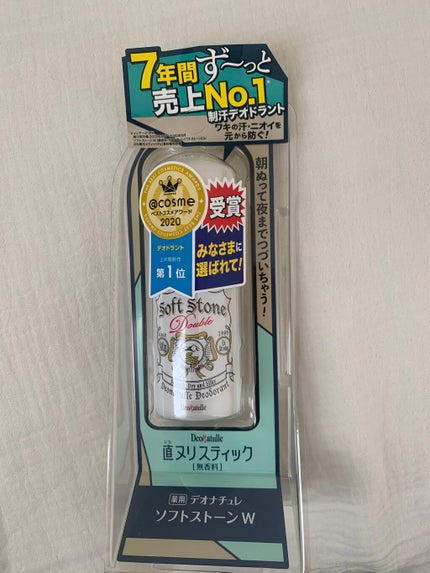 7年間ず〜っと
売上No.1
制汗デオドラント
ワキの汗・ニオイを
元から防ぐ!
朝ぬって夜までつづいちゃう!
@cosme
ベストコスメアワード
2020
受賞
デオドラント
第1位
みなさまに
選ばれて!
Soft Stone
Double
Deonatulle Deodorant
Deonatulle
Deonatulle
直ヌリスティック
[無香料]
薬用 デオナチュレ
ソフトストーンW